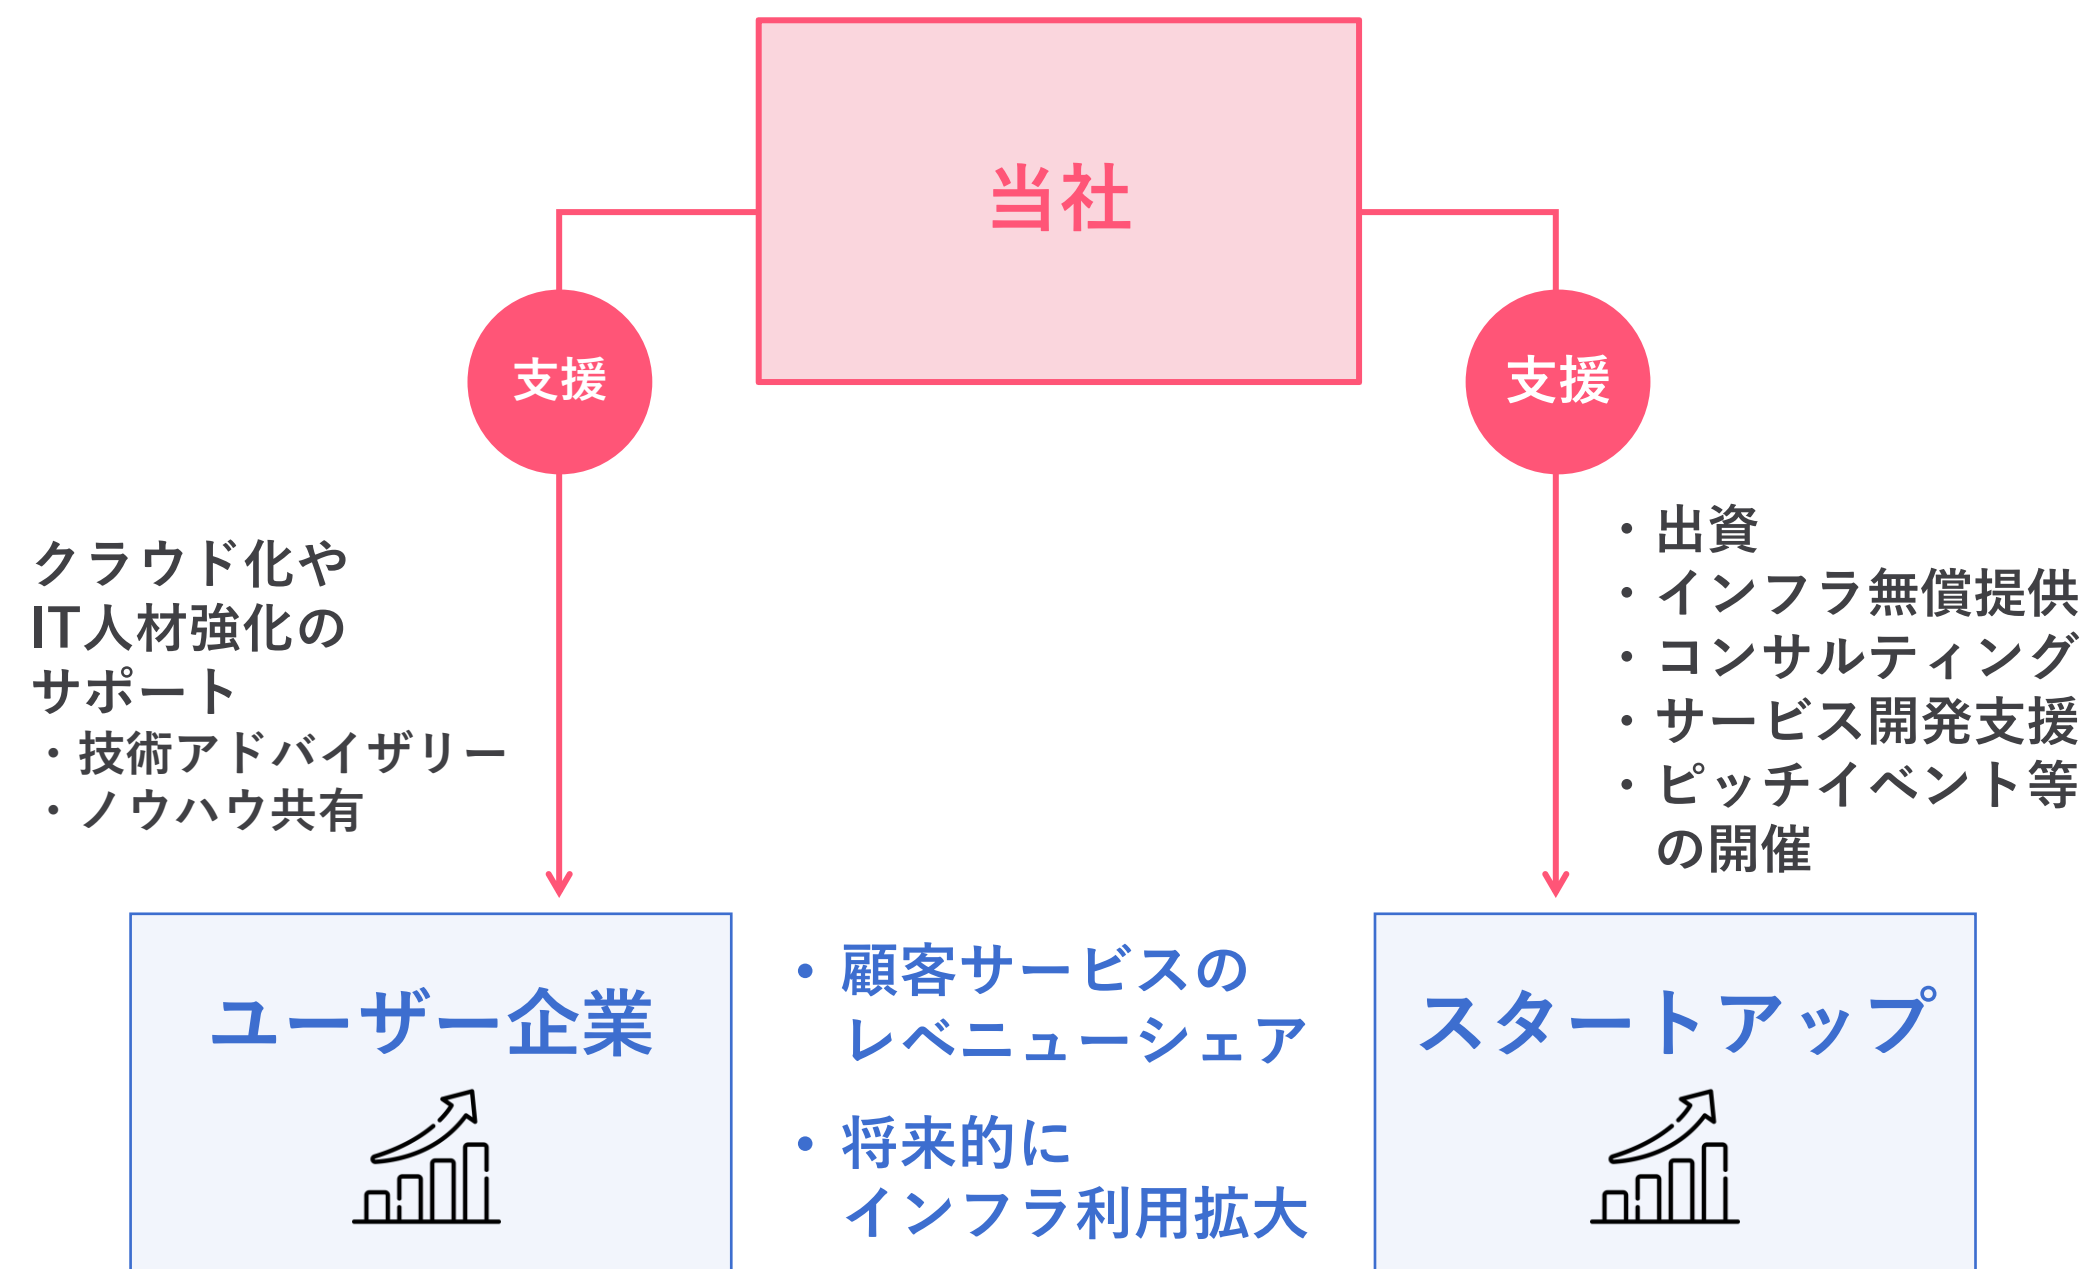 当社
支援
支援
クラウド化や
IT人材強化の
サポート
・技術アドバイザリー
・ノウハウ共有
・出資
・インフラ無償提供
・コンサルティング
・サービス開発支援
・ピッチイベント等
の開催
ユーザー企業
• 顧客サービスの
レベニューシェア
• 将来的に
インフラ利用拡大
スタートアップ